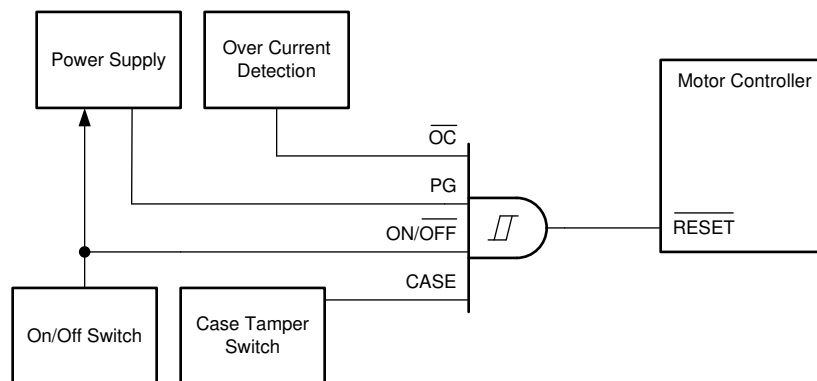 Power Supply
Over Current
Detection
Motor Controller
OC
PG
ON/OFF
RESET
CASE
On/Off Switch
Case Tamper
Switch